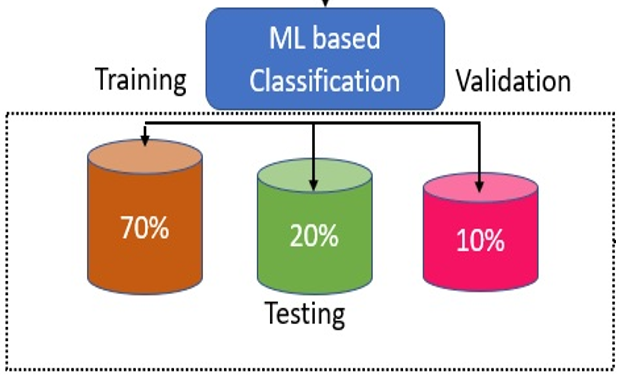 ML based
Classification
Training
Validation
70%
20%
10%
Testing